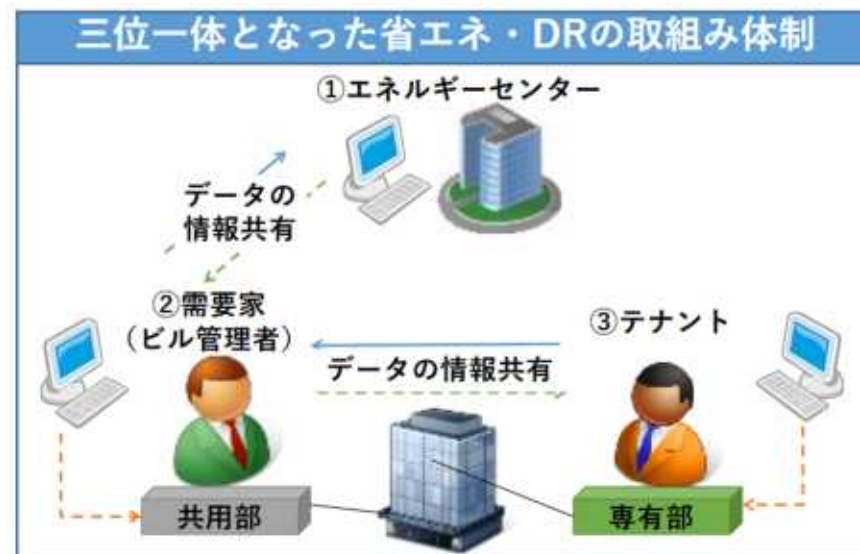 三位一体となった省エネ・DRの取組み体制
①エネルギーセンター
データの
情報共有
②需要家
（ビル管理者）
③テナント
データの情報共有
共用部
専有部